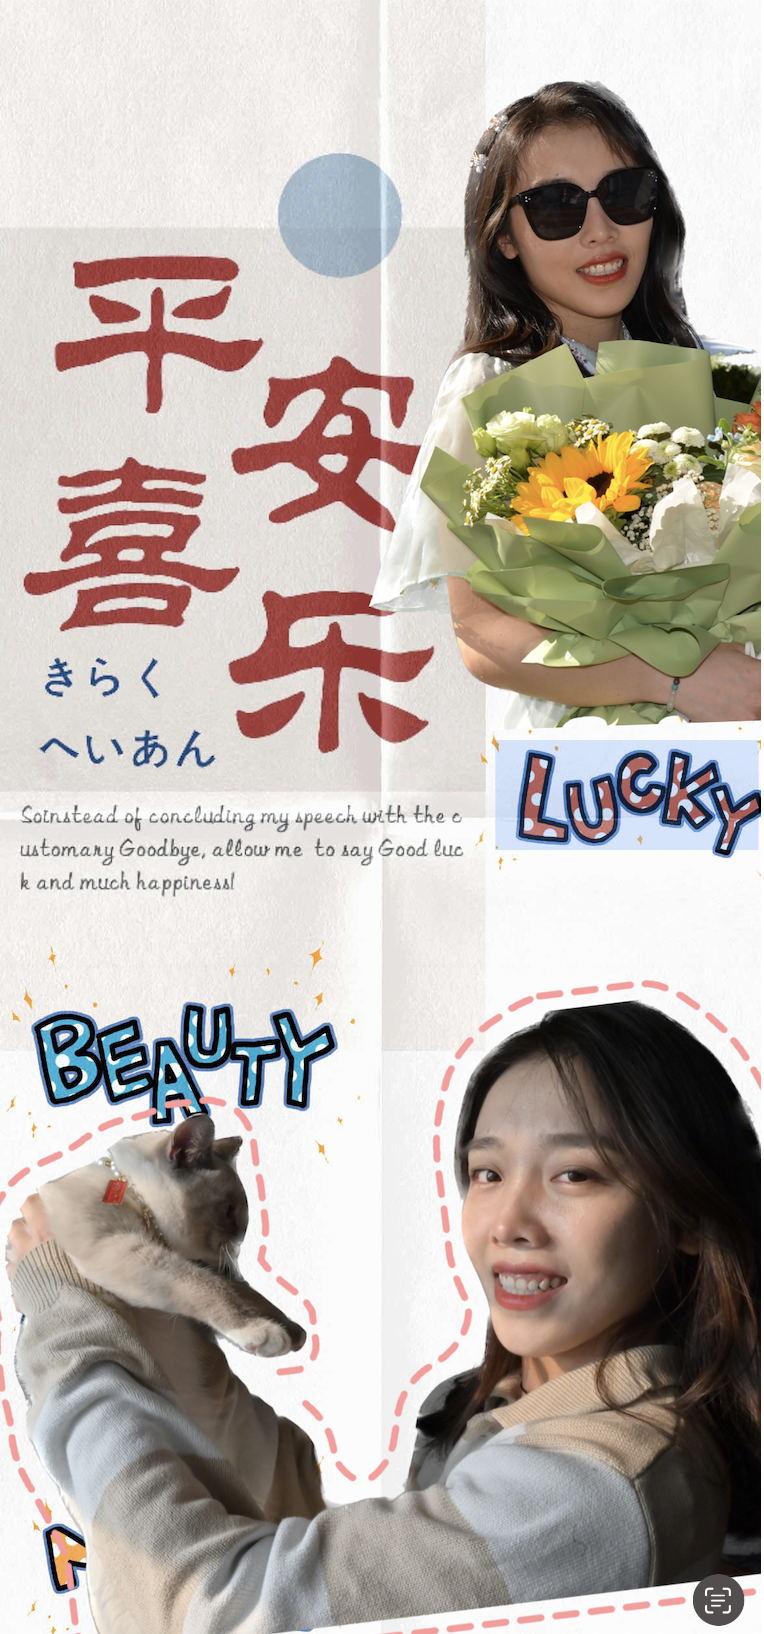 平安
喜乐
きらく
へいあん
LUCKY
Soinstead of concluding my speech with the c
ustomary Goodbye, allow me to say Good luc
k and much happiness!
BEAUTY